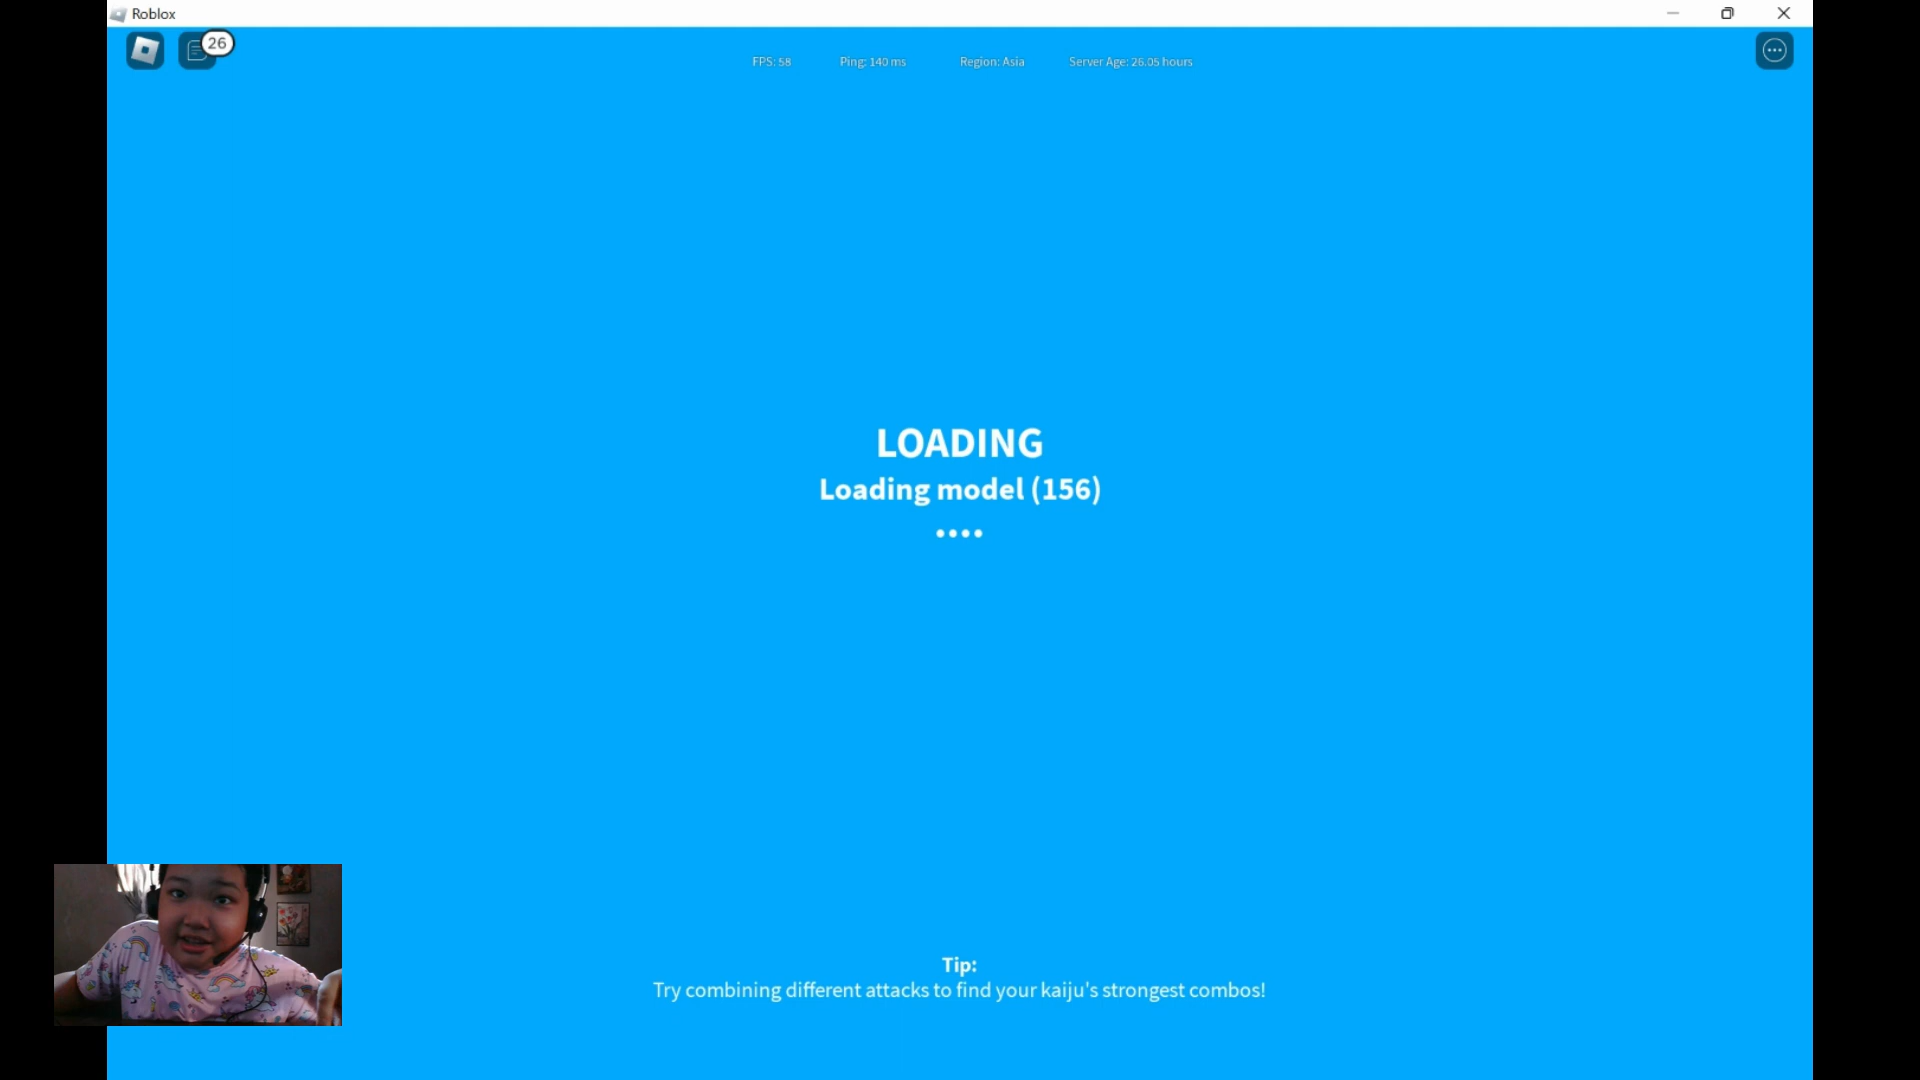 Roblox
26
FPS: 58 Ping: 140 ms Region: Asia Server Age: 26.05 hours
LOADING
Loading model (156)
Tip:
Try combining different attacks to find your kaiju's strongest combos!